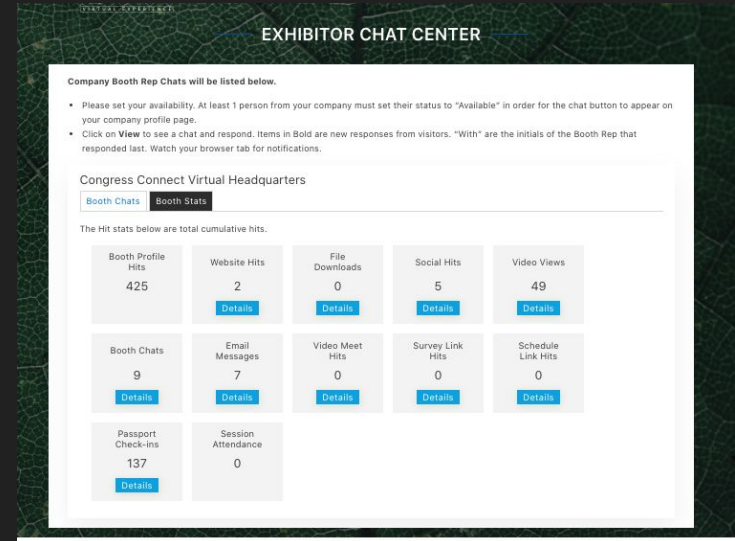 VIRTUAL EXPERIENCE
EXHIBITOR CHAT CENTER
Company Booth Rep Chats will be listed below.
• Please set your availability. At least 1 person from your company must set their status to "Available" in order for the chat button to appear on
your company profile page.
• Click on View to see a chat and respond. Items in Bold are new responses from visitors. "With" are the initials of the Booth Rep that
responded last. Watch your browser tab for notifications.
Congress Connect Virtual Headquarters
Booth Chats Booth Stats
The Hit stats below are total cumulative hits.
Booth Profile
Hits
425
Website Hits
2
Details
File
Downloads
0
Details
Social Hits
5
Details
Video Views
49
Details
Booth Chats
9
Details
Email
Messages
7
Details
Video Meet
Hits
0
Details
Survey Link
Hits
0
Details
Schedule
Link Hits
0
Details
Passport
Check-ins
137
Details
Session
Attendance
0